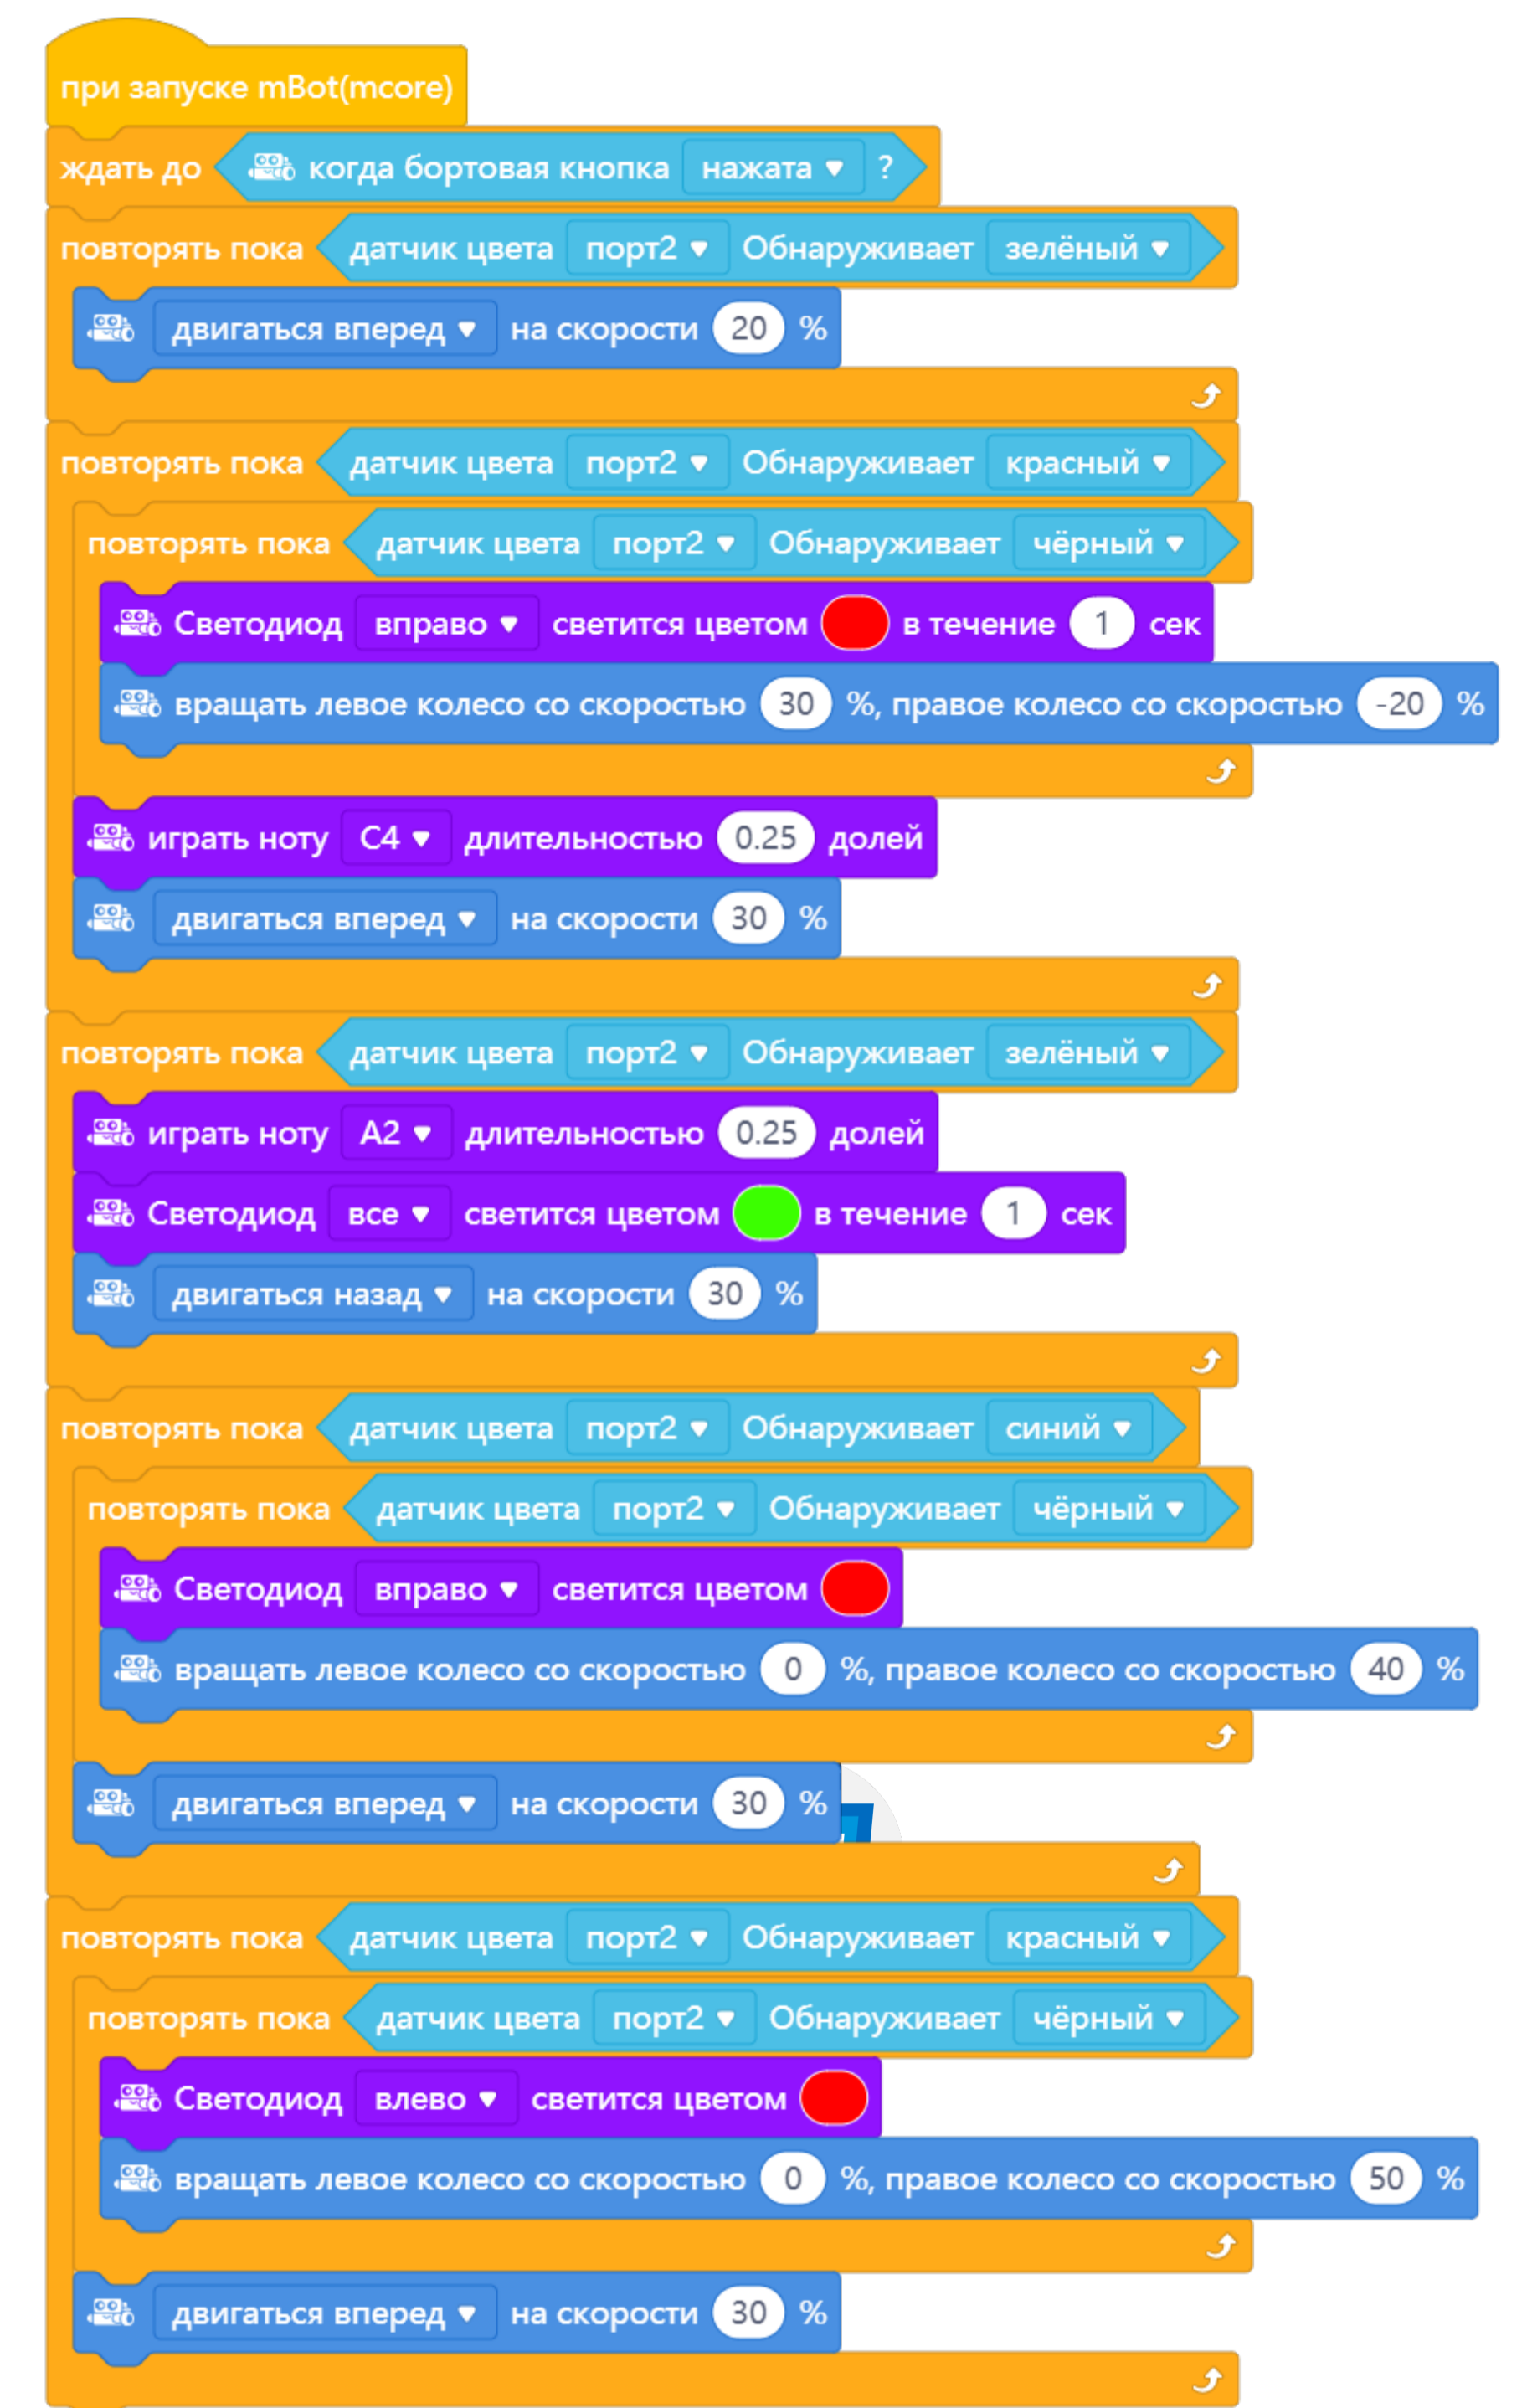 при запуске mBot(mcore)
ждать до когда бортовая кнопка нажата ?
повторять пока датчик цвета порт2 Обнаруживает зелёный
двигаться вперед на скорости 20 %
повторять пока датчик цвета порт2 Обнаруживает красный
повторять пока датчик цвета порт2 Обнаруживает чёрный
Светодиод вправо светится цветом в течение 1 сек
вращать левое колесо со скоростью 30 %, правое колесо со скоростью -20 %
играть ноту C4 длительностью 0.25 долей
двигаться вперед на скорости 30 %
повторять пока датчик цвета порт2 Обнаруживает зелёный
играть ноту A2 длительностью 0.25 долей
Светодиод все светится цветом в течение 1 сек
двигаться назад на скорости 30 %
повторять пока датчик цвета порт2 Обнаруживает синий
повторять пока датчик цвета порт2 Обнаруживает чёрный
Светодиод вправо светится цветом
вращать левое колесо со скоростью 0 %, правое колесо со скоростью 40 %
двигаться вперед на скорости 30 %
повторять пока датчик цвета порт2 Обнаруживает красный
повторять пока датчик цвета порт2 Обнаруживает чёрный
Светодиод влево светится цветом
вращать левое колесо со скоростью 0 %, правое колесо со скоростью 50 %
двигаться вперед на скорости 30 %